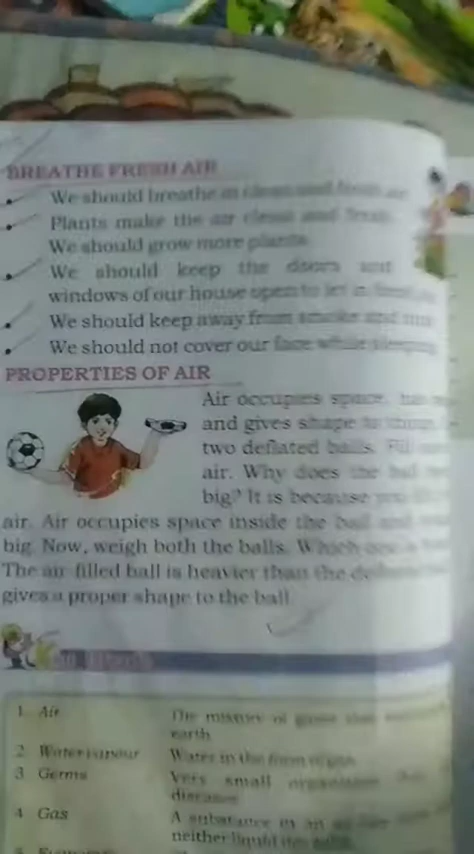 BREATHE FRESH AIR
We should breathe in clean and fresh air
Plants make the air clean and fresh.
We should grow more plants.
We should keep the doors and
windows of our house open to let in fresh
We should keep away from smoke and
We should not cover our face while sleeping
PROPERTIES OF AIR
Air occupies space, has
and gives shape to things.
two deflated balls. Fill
air. Why does the ball
big? It is because you
air. Air occupies space inside the ball and
big. Now, weigh both the balls. Which one is
The air filled ball is heavier than the
gives a proper shape to the ball.
1. Air
The mixture of gases that
earth
2. Water vapour
Water in the form of gas
3. Germs
Very small organisms
disease
4. Gas
A substance in an
neither liquid nor